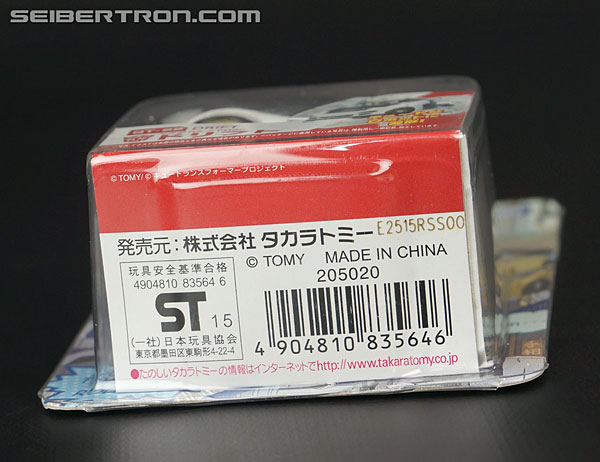 SEIBERTRON.COM
© TOMY/© キュートランスフォーマープロジェクト
発売元:株式会社 タカラトミー
E2515RSS00
© TOMY MADE IN CHINA
205020
玩具安全基準合格
4904810 83564 6
ST 15
(一社)日本玩具協会
東京都墨田区東駒形4-22-4
4 904810 835646
●たのしいタカラトミーの情報はインターネットで www.takaratomy.co.jp